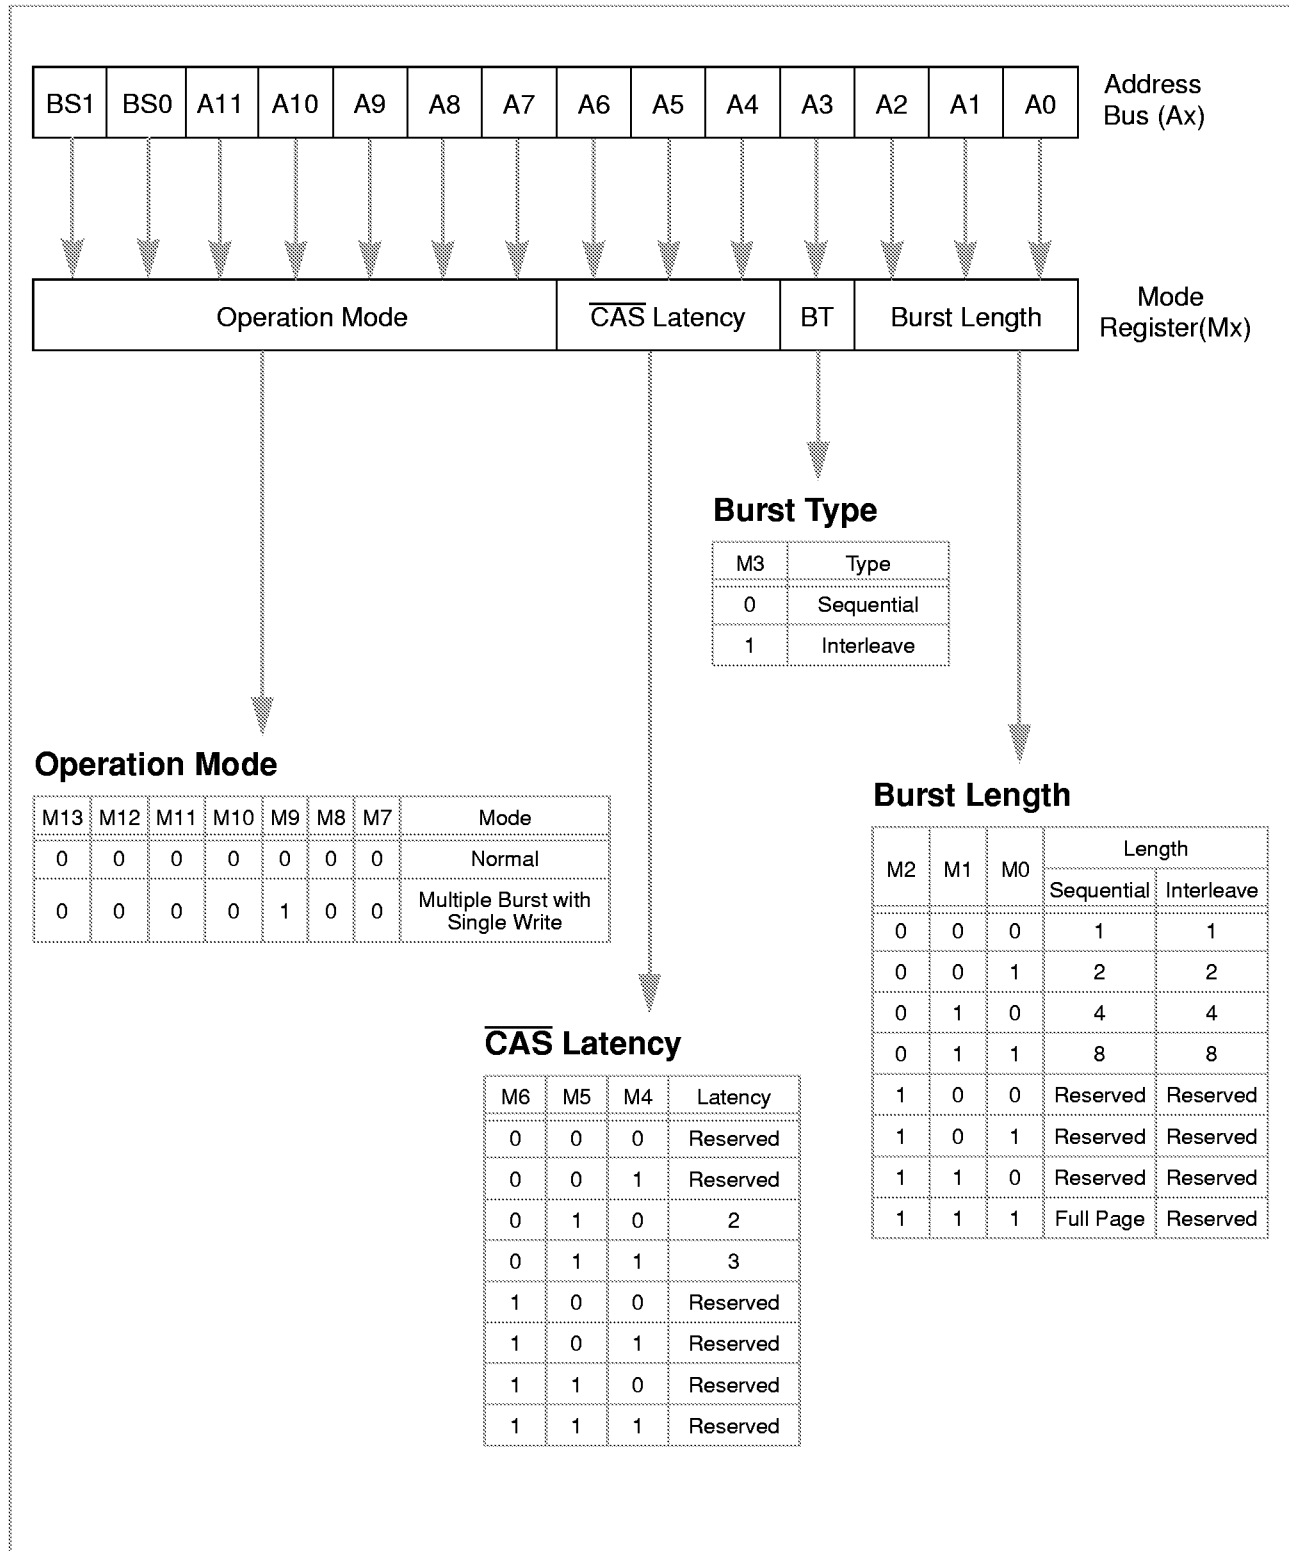 BS1 BS0 A11 A10 A9 A8 A7 A6 A5 A4 A3 A2 A1 A0
Address
Bus (Ax)
Operation Mode CAS Latency BT Burst Length
Mode
Register(Mx)
Burst Type
M3 Type
0 Sequential
1 Interleave
Operation Mode
M13 M12 M11 M10 M9 M8 M7 Mode
0 0 0 0 0 0 0 Normal
0 0 0 0 1 0 0 Multiple Burst with
Single Write
Burst Length
M2 M1 M0 Length
Sequential Interleave
0 0 0 1 1
0 0 1 2 2
0 1 0 4 4
0 1 1 8 8
1 0 0 Reserved Reserved
1 0 1 Reserved Reserved
1 1 0 Reserved Reserved
1 1 1 Full Page Reserved
CAS Latency
M6 M5 M4 Latency
0 0 0 Reserved
0 0 1 Reserved
0 1 0 2
0 1 1 3
1 0 0 Reserved
1 0 1 Reserved
1 1 0 Reserved
1 1 1 Reserved